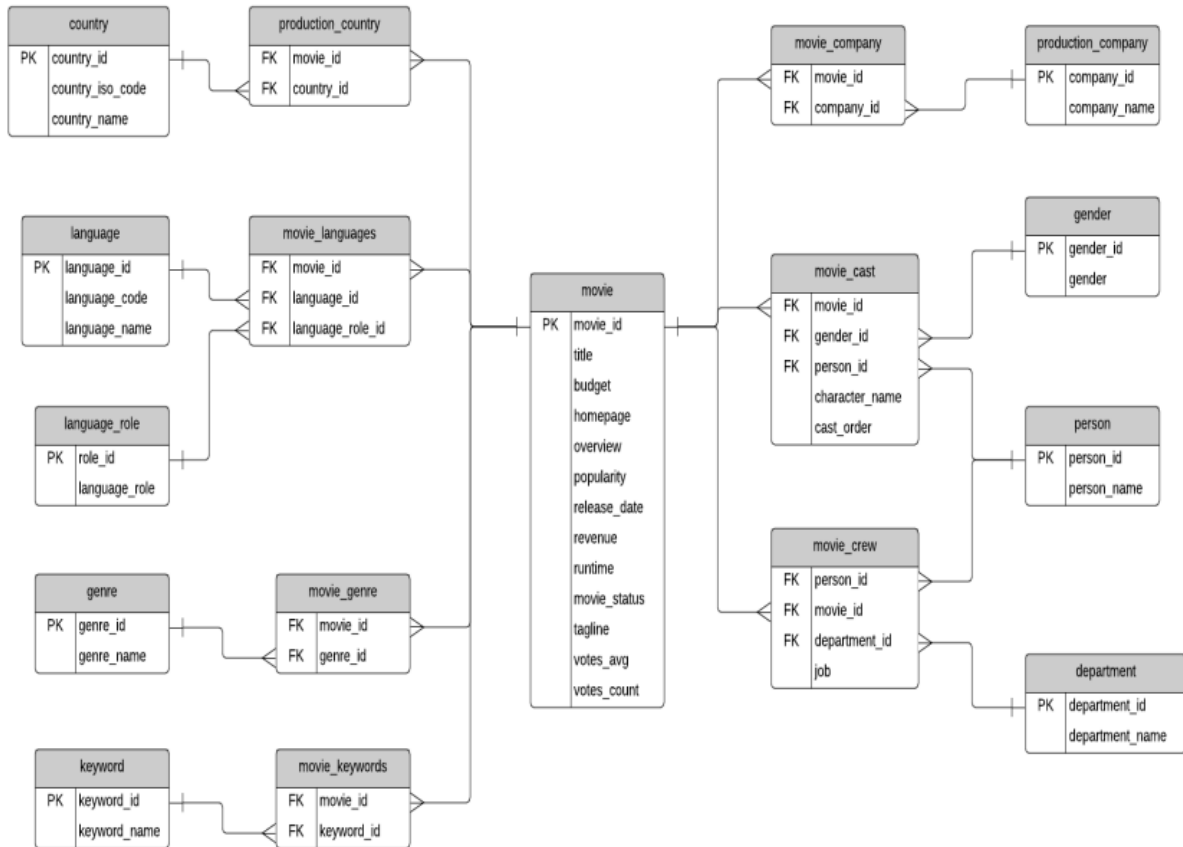 country
PK country_id
country_iso_code
country_name
production_country
FK movie_id
FK country_id
language
PK language_id
language_code
language_name
movie_languages
FK movie_id
FK language_id
FK language_role_id
language_role
PK role_id
language_role
genre
PK genre_id
genre_name
movie_genre
FK movie_id
FK genre_id
keyword
PK keyword_id
keyword_name
movie_keywords
FK movie_id
FK keyword_id
movie
PK movie_id
title
budget
homepage
overview
popularity
release_date
revenue
runtime
movie_status
tagline
votes_avg
votes_count
movie_company
FK movie_id
FK company_id
production_company
PK company_id
company_name
gender
PK gender_id
gender
movie_cast
FK movie_id
FK gender_id
FK person_id
character_name
cast_order
person
PK person_id
person_name
movie_crew
FK person_id
FK movie_id
FK department_id
job
department
PK department_id
department_name